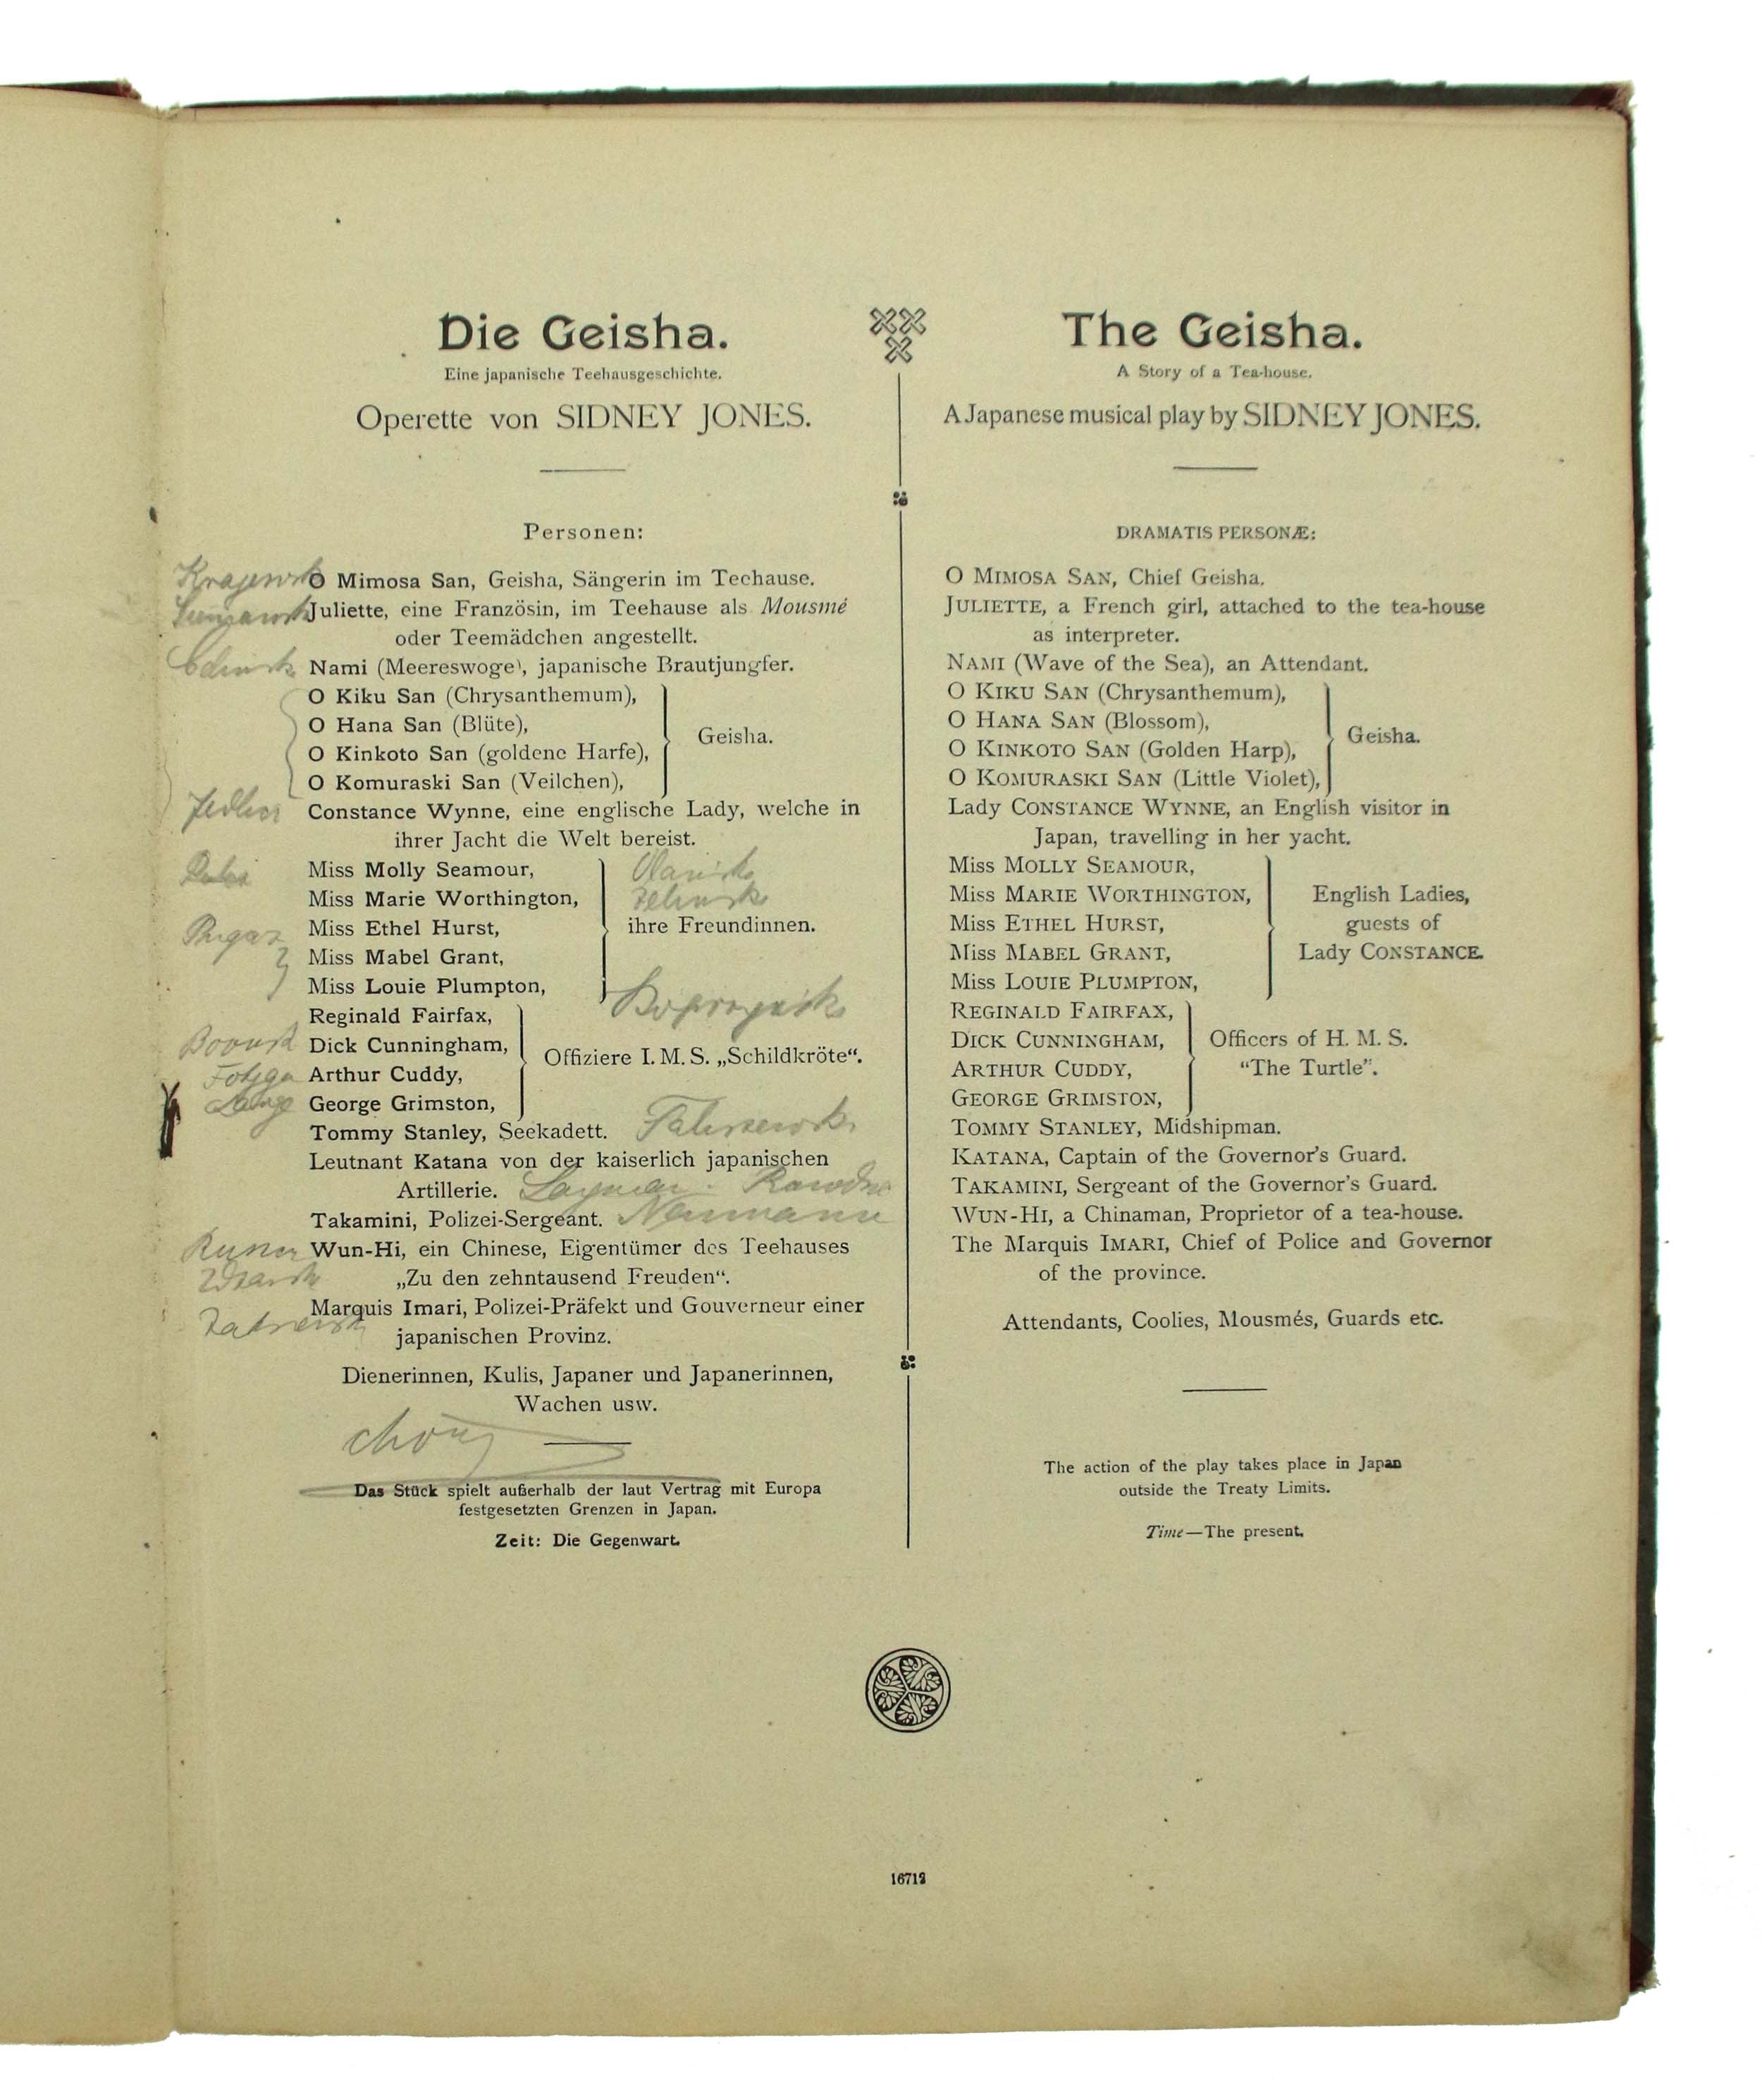 Die Geisha.
Eine japanische Teehausgeschichte.
Operette von SIDNEY JONES.
Personen:
O Mimosa San, Geisha, Sängerin im Teehause.
Juliette, eine Französin, im Teehause als Mousmé
oder Teemädchen angestellt.
Nami (Meereswoge), japanische Brautjungfer.
O Kiku San (Chrysanthemum),
O Hana San (Blüte),
O Kinkoto San (goldene Harfe),
O Komuraski San (Veilchen),
Geisha.
Constance Wynne, eine englische Lady, welche in
ihrer Jacht die Welt bereist.
Miss Molly Seamour,
Miss Marie Worthington,
Miss Ethel Hurst,
Miss Mabel Grant,
Miss Louie Plumpton,
ihre Freundinnen.
Reginald Fairfax,
Dick Cunningham,
Arthur Cuddy,
Lange George Grimston,
Offiziere I. M. S. „Schildkröte“.
Tommy Stanley, Seekadett.
Leutnant Katana von der kaiserlich japanischen
Artillerie.
Takamini, Polizei-Sergeant. Neumann
Wun-Hi, ein Chinese, Eigentümer des Teehauses
„Zu den zehntausend Freuden“.
Marquis Imari, Polizei-Präfekt und Gouverneur einer
japanischen Provinz.
Dienerinnen, Kulis, Japaner und Japanerinnen,
Wachen usw.
chóry
Das Stück spielt außerhalb der laut Vertrag mit Europa
festgesetzten Grenzen in Japan.
Zeit: Die Gegenwart.
The Geisha.
A Story of a Tea-house.
A Japanese musical play by SIDNEY JONES.
DRAMATIS PERSONÆ:
O MIMOSA SAN, Chief Geisha.
JULIETTE, a French girl, attached to the tea-house
as interpreter.
NAMI (Wave of the Sea), an Attendant.
O KIKU SAN (Chrysanthemum),
O HANA SAN (Blossom),
O KINKOTO SAN (Golden Harp),
O KOMURASKI SAN (Little Violet),
Geisha.
Lady CONSTANCE WYNNE, an English visitor in
Japan, travelling in her yacht.
Miss MOLLY SEAMOUR,
Miss MARIE WORTHINGTON,
Miss ETHEL HURST,
Miss MABEL GRANT,
Miss LOUIE PLUMPTON,
English Ladies,
guests of
Lady CONSTANCE.
REGINALD FAIRFAX,
DICK CUNNINGHAM,
ARTHUR CUDDY,
GEORGE GRIMSTON,
Officers of H. M. S.
“The Turtle”.
TOMMY STANLEY, Midshipman.
KATANA, Captain of the Governor's Guard.
TAKAMINI, Sergeant of the Governor's Guard.
WUN-HI, a Chinaman, Proprietor of a tea-house.
The Marquis IMARI, Chief of Police and Governor
of the province.
Attendants, Coolies, Mousmés, Guards etc.
The action of the play takes place in Japan
outside the Treaty Limits.
Time—The present.
16712